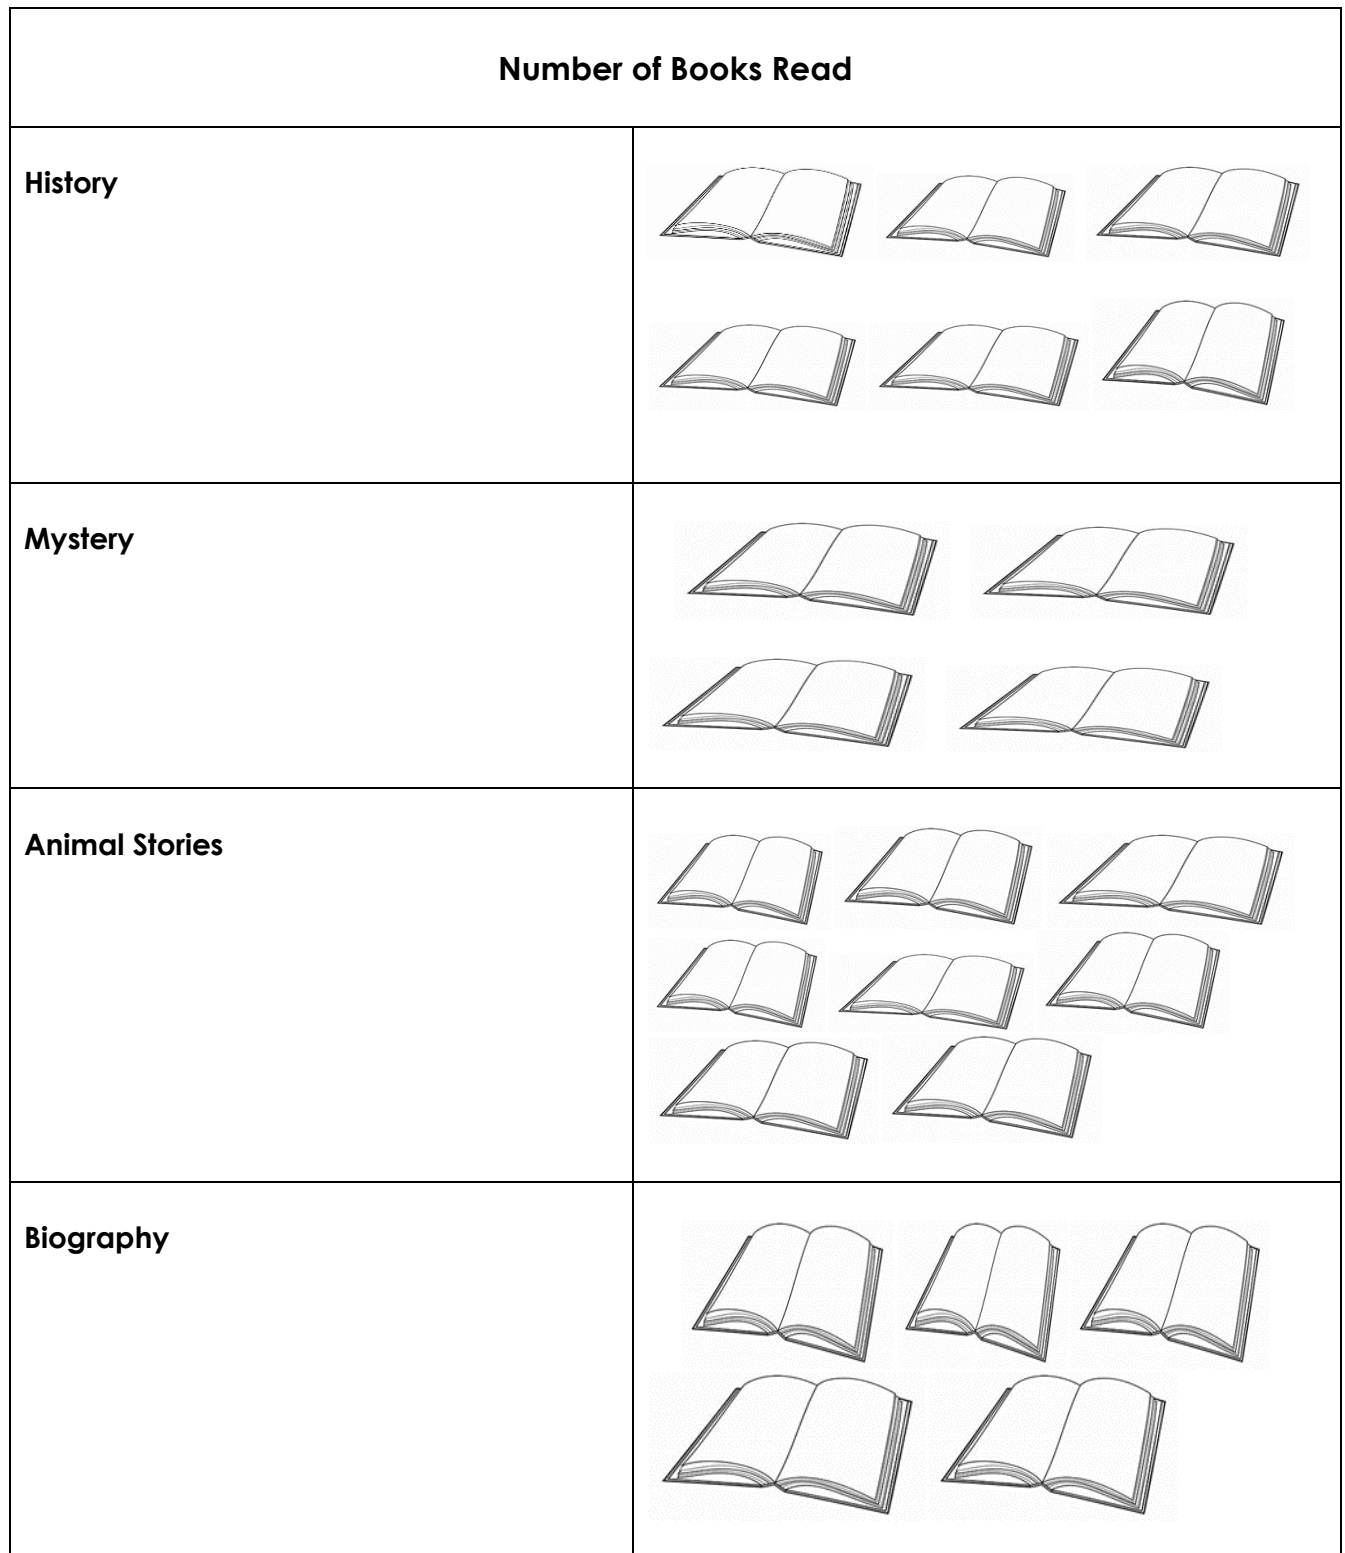 Number of Books Read
History
Mystery
Animal Stories
Biography